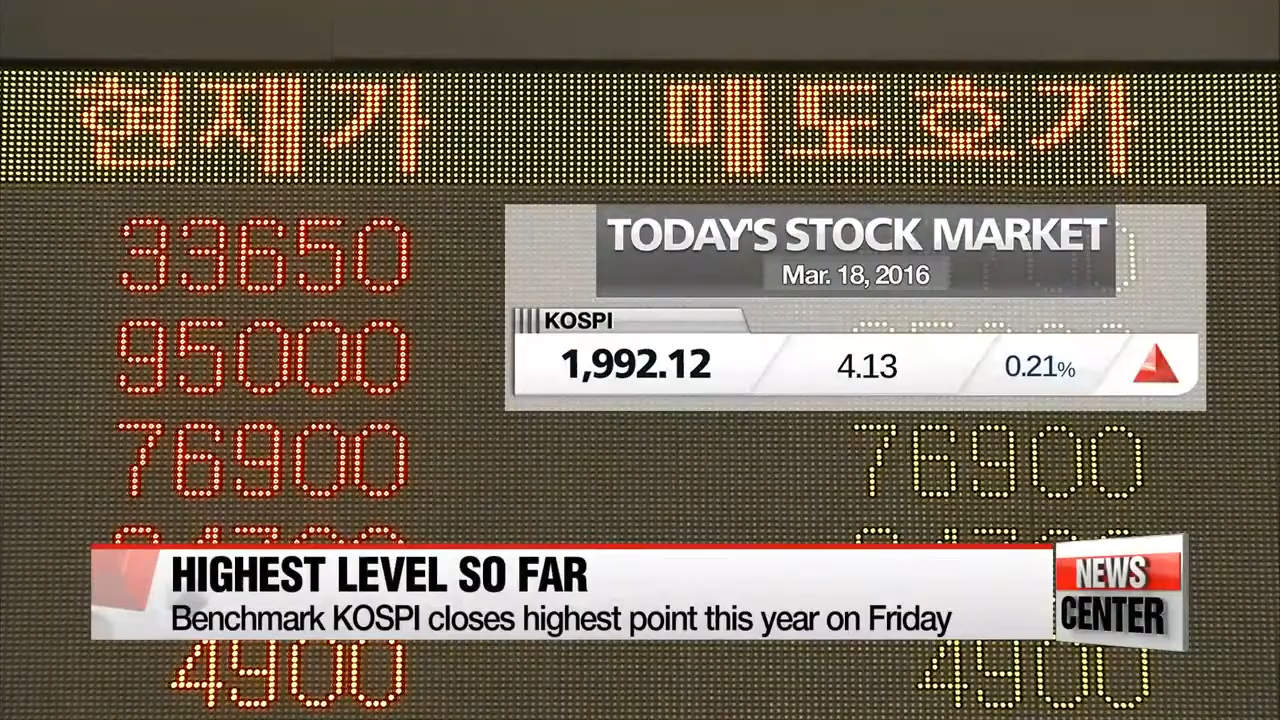 현재가 매도호가
33650
TODAY'S STOCK MARKET
Mar. 18, 2016
KOSPI
95000
1,992.12 4.13 0.21%
76900 76900
HIGHEST LEVEL SO FAR
Benchmark KOSPI closes highest point this year on Friday
NEWS
CENTER
4900 4900